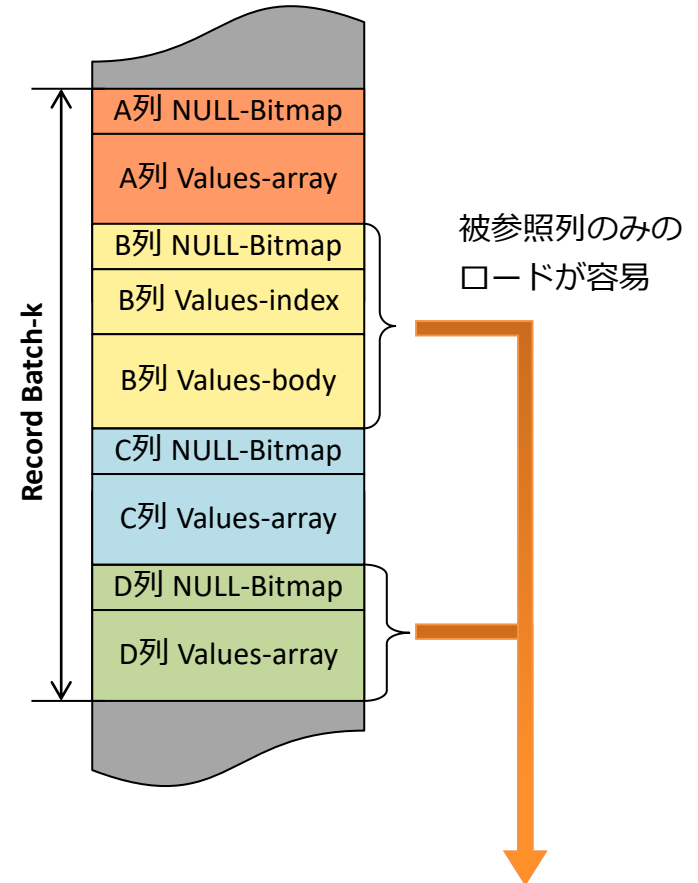 A列 NULL-Bitmap
A列 Values-array
B列 NULL-Bitmap
B列 Values-index
B列 Values-body
C列 NULL-Bitmap
C列 Values-array
D列 NULL-Bitmap
D列 Values-array
Record Batch-k
被参照列のみの
ロードが容易